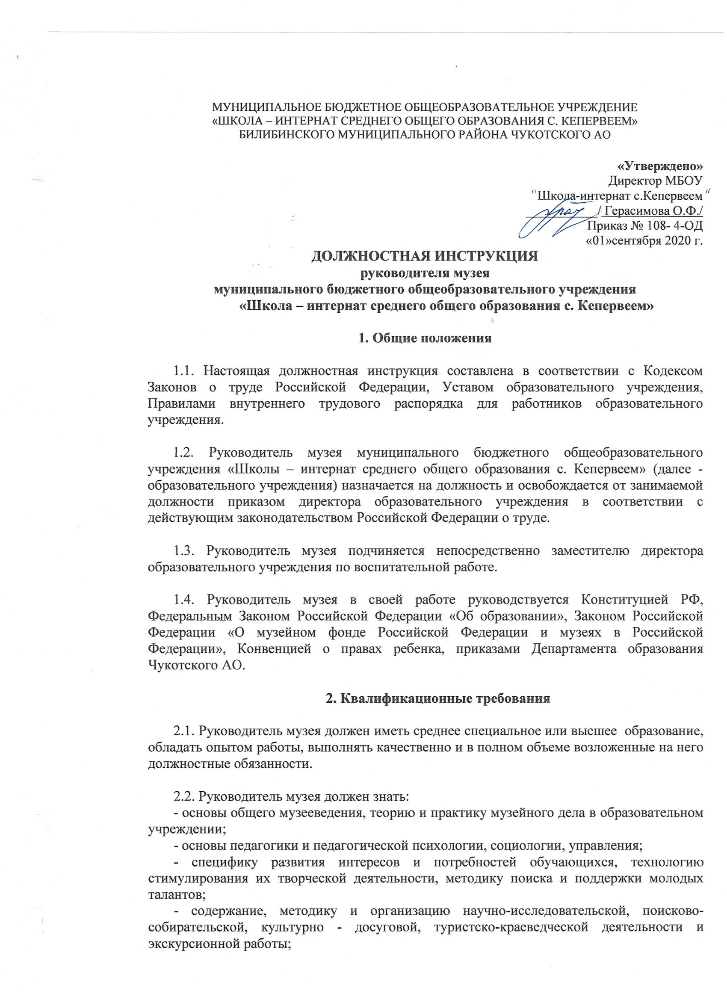 МУНИЦИПАЛЬНОЕ БЮДЖЕТНОЕ ОБЩЕОБРАЗОВАТЕЛЬНОЕ УЧРЕЖДЕНИЕ
«ШКОЛА – ИНТЕРНАТ СРЕДНЕГО ОБЩЕГО ОБРАЗОВАНИЯ С. КЕПЕРВЕЕМ»
БИЛИБИНСКОГО МУНИЦИПАЛЬНОГО РАЙОНА ЧУКОТСКОГО АО
«Утверждено»
Директор МБОУ
"Школа-интернат с.Кепервеем"
___________/ Герасимова О.Ф./
Приказ № 108- 4-ОД
«01»сентября 2020 г.
ДОЛЖНОСТНАЯ ИНСТРУКЦИЯ
руководителя музея
муниципального бюджетного общеобразовательного учреждения
«Школа – интернат среднего общего образования с. Кепервеем»
1. Общие положения
1.1. Настоящая должностная инструкция составлена в соответствии с Кодексом
Законов о труде Российской Федерации, Уставом образовательного учреждения,
Правилами внутреннего трудового распорядка для работников образовательного
учреждения.
1.2. Руководитель музея муниципального бюджетного общеобразовательного
учреждения «Школы – интернат среднего общего образования с. Кепервеем» (далее -
образовательного учреждения) назначается на должность и освобождается от занимаемой
должности приказом директора образовательного учреждения в соответствии с
действующим законодательством Российской Федерации о труде.
1.3. Руководитель музея подчиняется непосредственно заместителю директора
образовательного учреждения по воспитательной работе.
1.4. Руководитель музея в своей работе руководствуется Конституцией РФ,
Федеральным Законом Российской Федерации «Об образовании», Законом Российской
Федерации «О музейном фонде Российской Федерации и музеях в Российской
Федерации», Конвенцией о правах ребенка, приказами Департамента образования
Чукотского АО.
2. Квалификационные требования
2.1. Руководитель музея должен иметь среднее специальное или высшее образование,
обладать опытом работы, выполнять качественно и в полном объеме возложенные на него
должностные обязанности.
2.2. Руководитель музея должен знать:
- основы общего музееведения, теорию и практику музейного дела в образовательном
учреждении;
- основы педагогики и педагогической психологии, социологии, управления;
- специфику развития интересов и потребностей обучающихся, технологию
стимулирования их творческой деятельности, методику поиска и поддержки молодых
талантов;
- содержание, методику и организацию научно-исследовательской, поисково-
собирательской, культурно - досуговой, туристско-краеведческой деятельности и
экскурсионной работы;